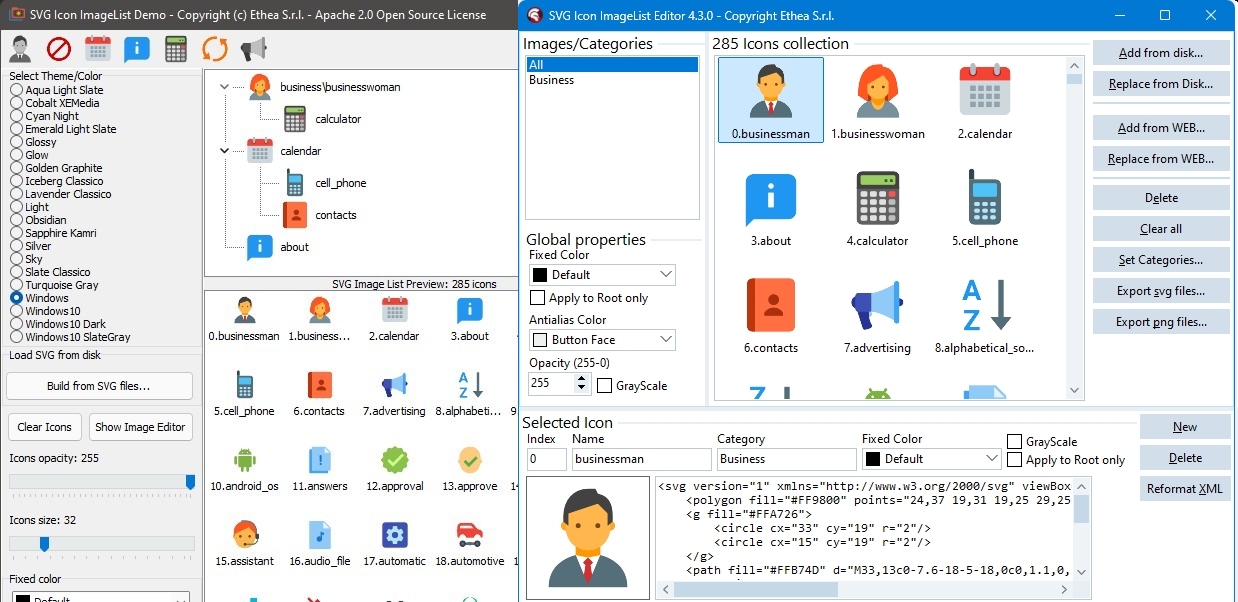 SVG Icon ImageList Demo - Copyright (c) Ethea S.r.l. - Apache 2.0 Open Source License
Select Theme/Color
Aqua Light Slate
Cobalt XEMedia
Cyan Night
Emerald Light Slate
Glossy
Glow
Golden Graphite
Iceberg Classico
Lavender Classico
Light
Obsidian
Sapphire Kamri
Silver
Sky
Slate Classico
Turquoise Gray
Windows
Windows10
Windows10 Dark
Windows10 SlateGray
Load SVG from disk
Build from SVG files...
Clear Icons
Show Image Editor
Icons opacity: 255
Icons size: 32
Fixed color
Default
business\businesswoman
calculator
calendar
cell_phone
contacts
about
SVG Image List Preview: 285 icons
0.businessman
1.business...
2.calendar
3.about
5.cell_phone
6.contacts
7.advertising
8.alphabeti...
10.android_os
11.answers
12.approval
13.approve
15.assistant
16.audio_file
17.automatic
18.automotive
SVG Icon ImageList Editor 4.3.0 - Copyright Ethea S.r.l.
Images/Categories
All
Business
Global properties
Fixed Color
Default
Apply to Root only
Antialias Color
Button Face
Opacity (255-0)
255
GrayScale
285 Icons collection
0.businessman
1.businesswoman
2.calendar
3.about
4.calculator
5.cell_phone
6.contacts
7.advertising
8.alphabetical_so...
Add from disk...
Replace from Disk...
Add from WEB...
Replace from WEB...
Delete
Clear all
Set Categories...
Export svg files...
Export png files...
Selected Icon
Index
Name
Category
Fixed Color
0
businessman
Business
Default
GrayScale
Apply to Root only
New
Delete
Reformat XML
<svg version="1" xmlns="http://www.w3.org/2000/svg" viewBox
<polygon fill="#FF9800" points="24,37 19,31 19,25 29,25
<g fill="#FFA726">
<circle cx="33" cy="19" r="2"/>
<circle cx="15" cy="19" r="2"/>
</g>
<path fill="#FFB74D" d="M33,13c0-7.6-18-5-18,0c0,1.1,0,